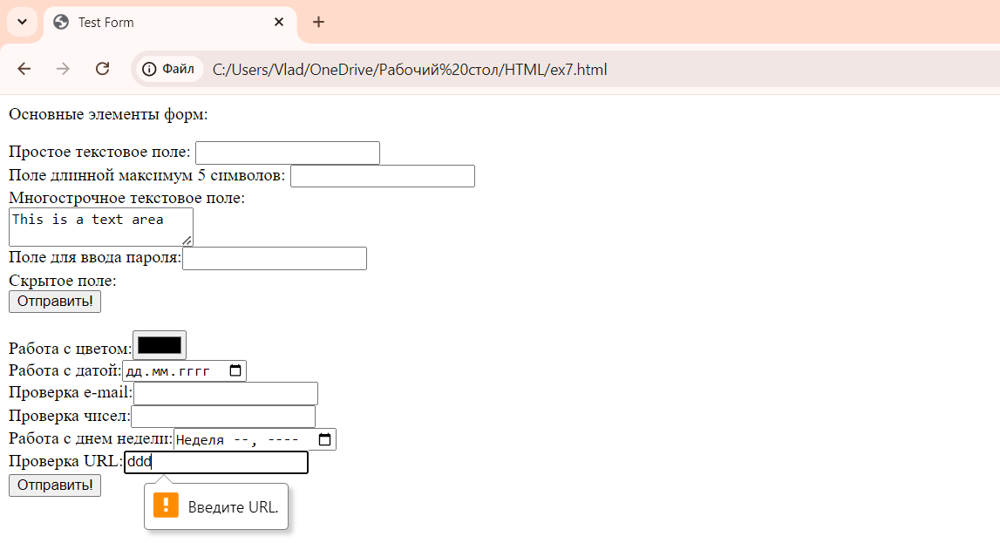 Test Form
Файл C:/Users/Vlad/OneDrive/Рабочий%20стол/HTML/ex7.html
Основные элементы форм:
Простое текстовое поле:
Поле длинной максимум 5 символов:
Многострочное текстовое поле:
This is a text area
Поле для ввода пароля:
Скрытое поле:
Отправить!
Работа с цветом:
Работа с датой: дд.мм.гггг
Проверка e-mail:
Проверка чисел:
Работа с днем недели: Неделя --, ----
Проверка URL: ddd
Отправить!
Введите URL.